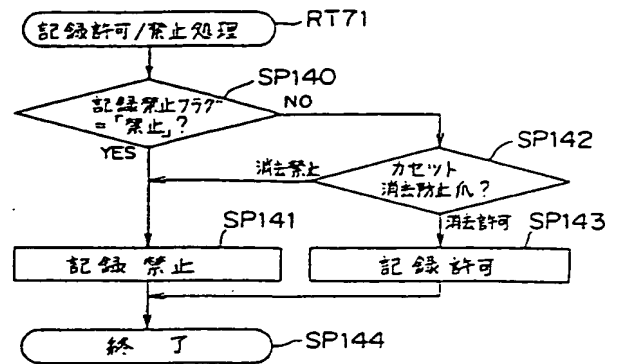 記録許可/禁止処理
RT71
SP140
記録禁止フラグ
=「禁止」?
NO
YES
SP142
カセット
消去防止爪?
消去禁止
消去許可
SP141
記録禁止
SP143
記録許可
終了
SP144